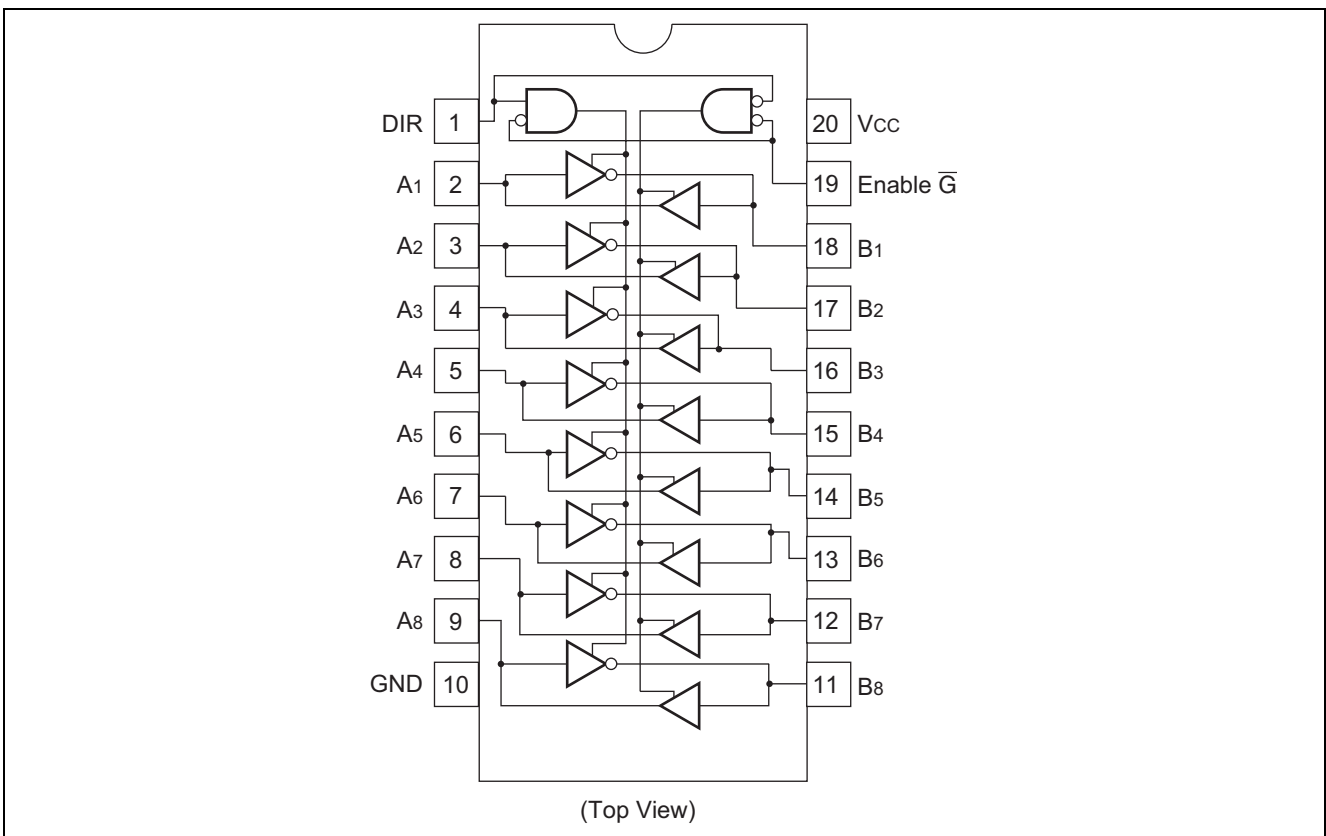 DIR 1 20 VCC
A1 2 19 Enable G̅
A2 3 18 B1
A3 4 17 B2
A4 5 16 B3
A5 6 15 B4
A6 7 14 B5
A7 8 13 B6
A8 9 12 B7
GND 10 11 B8
(Top View)